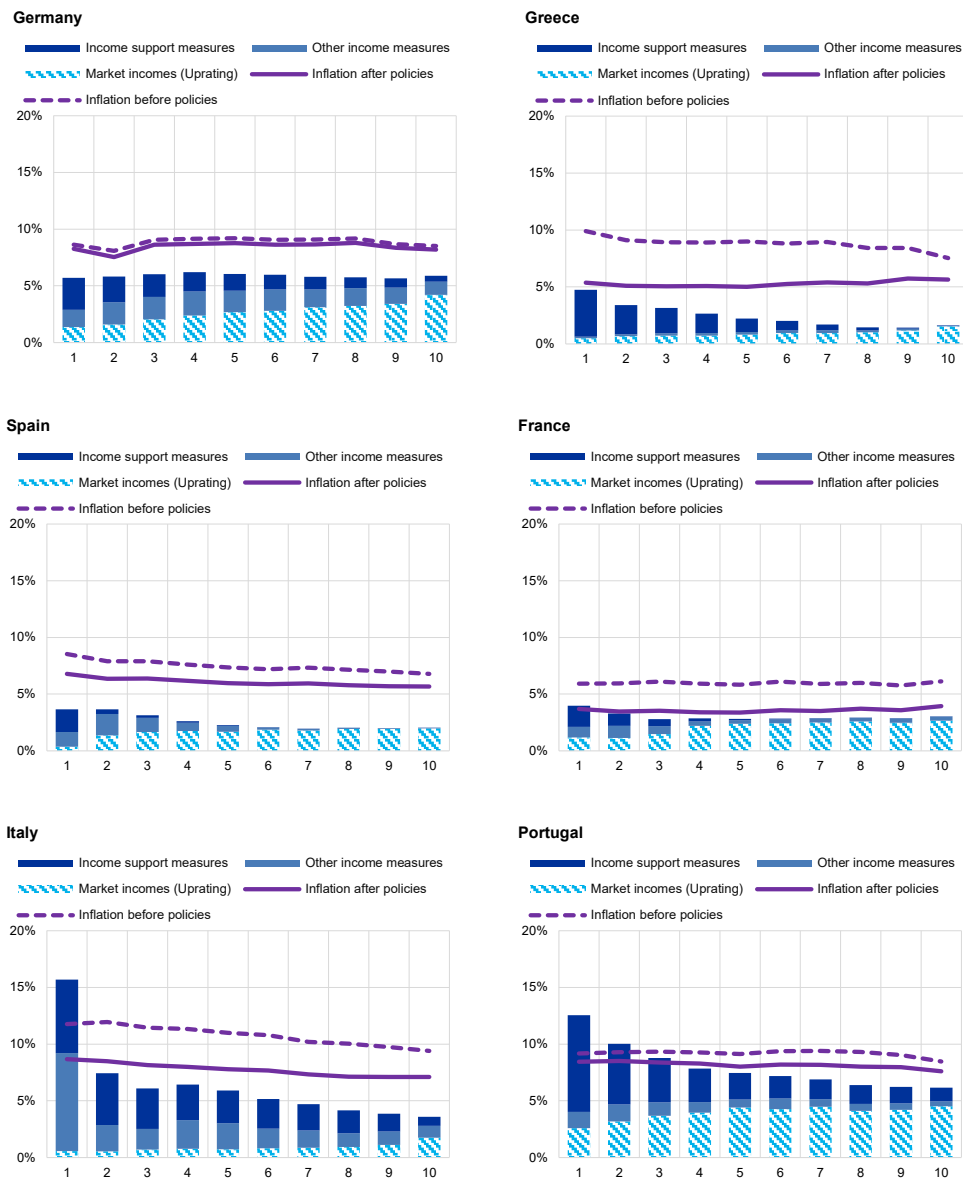 Germany
Income support measures
Other income measures
Market incomes (Uprating)
Inflation after policies
Inflation before policies
20%
15%
10%
5%
0%
1 2 3 4 5 6 7 8 9 10
Greece
Income support measures
Other income measures
Market incomes (Uprating)
Inflation after policies
Inflation before policies
20%
15%
10%
5%
0%
1 2 3 4 5 6 7 8 9 10
Spain
Income support measures
Other income measures
Market incomes (Uprating)
Inflation after policies
Inflation before policies
20%
15%
10%
5%
0%
1 2 3 4 5 6 7 8 9 10
France
Income support measures
Other income measures
Market incomes (Uprating)
Inflation after policies
Inflation before policies
20%
15%
10%
5%
0%
1 2 3 4 5 6 7 8 9 10
Italy
Income support measures
Other income measures
Market incomes (Uprating)
Inflation after policies
Inflation before policies
20%
15%
10%
5%
0%
1 2 3 4 5 6 7 8 9 10
Portugal
Income support measures
Other income measures
Market incomes (Uprating)
Inflation after policies
Inflation before policies
20%
15%
10%
5%
0%
1 2 3 4 5 6 7 8 9 10